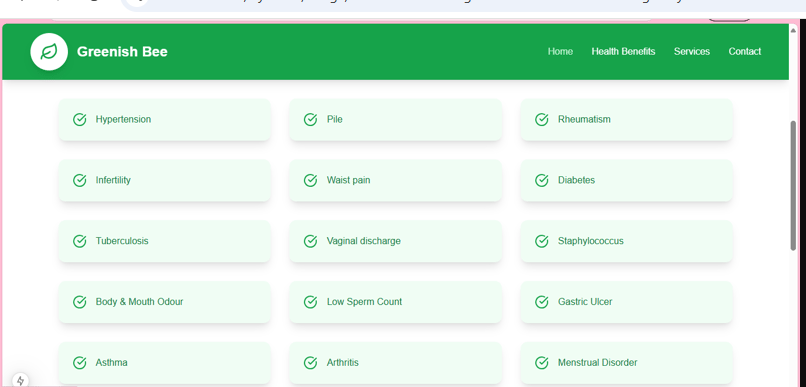 Greenish Bee
Home Health Benefits Services Contact
Hypertension Pile Rheumatism
Infertility Waist pain Diabetes
Tuberculosis Vaginal discharge Staphylococcus
Body & Mouth Odour Low Sperm Count Gastric Ulcer
Asthma Arthritis Menstrual Disorder